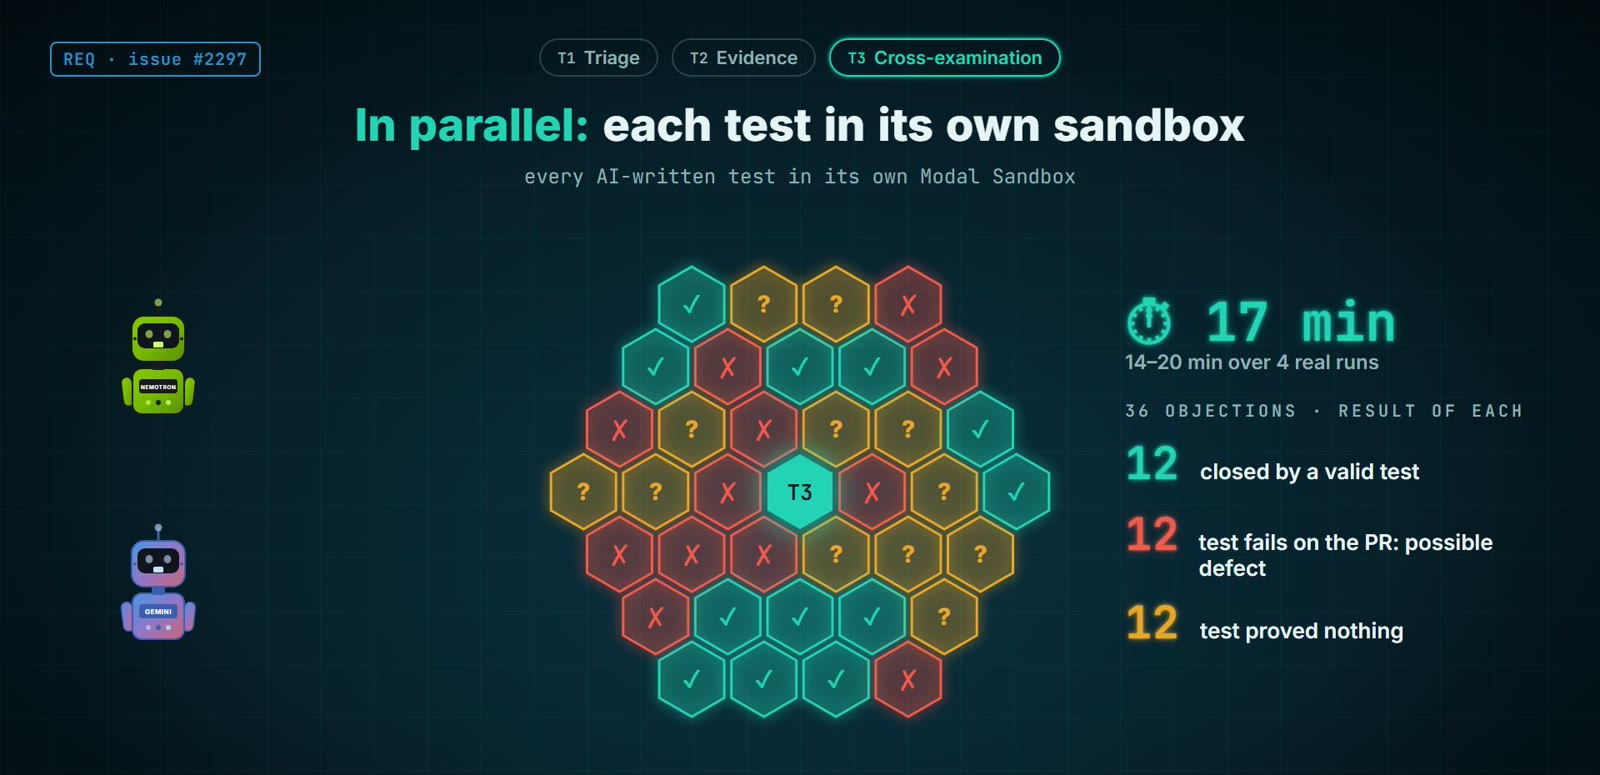 REQ · issue #2297
T1 Triage
T2 Evidence
T3 Cross-examination
In parallel: each test in its own sandbox
every AI-written test in its own Modal Sandbox
✓ ? ? ✗
✓ ✗ ✓ ✓ ✗
✗ ? ✗ ? ? ✓
? ? ✗ T3 ✗ ? ✓
✗ ✗ ✗ ? ? ?
✗ ✓ ✓ ✓ ?
✓ ✓ ✓ ✗
NEMOTRON
GEMINI
17 min
14–20 min over 4 real runs
36 OBJECTIONS · RESULT OF EACH
12 closed by a valid test
12 test fails on the PR: possible
defect
12 test proved nothing